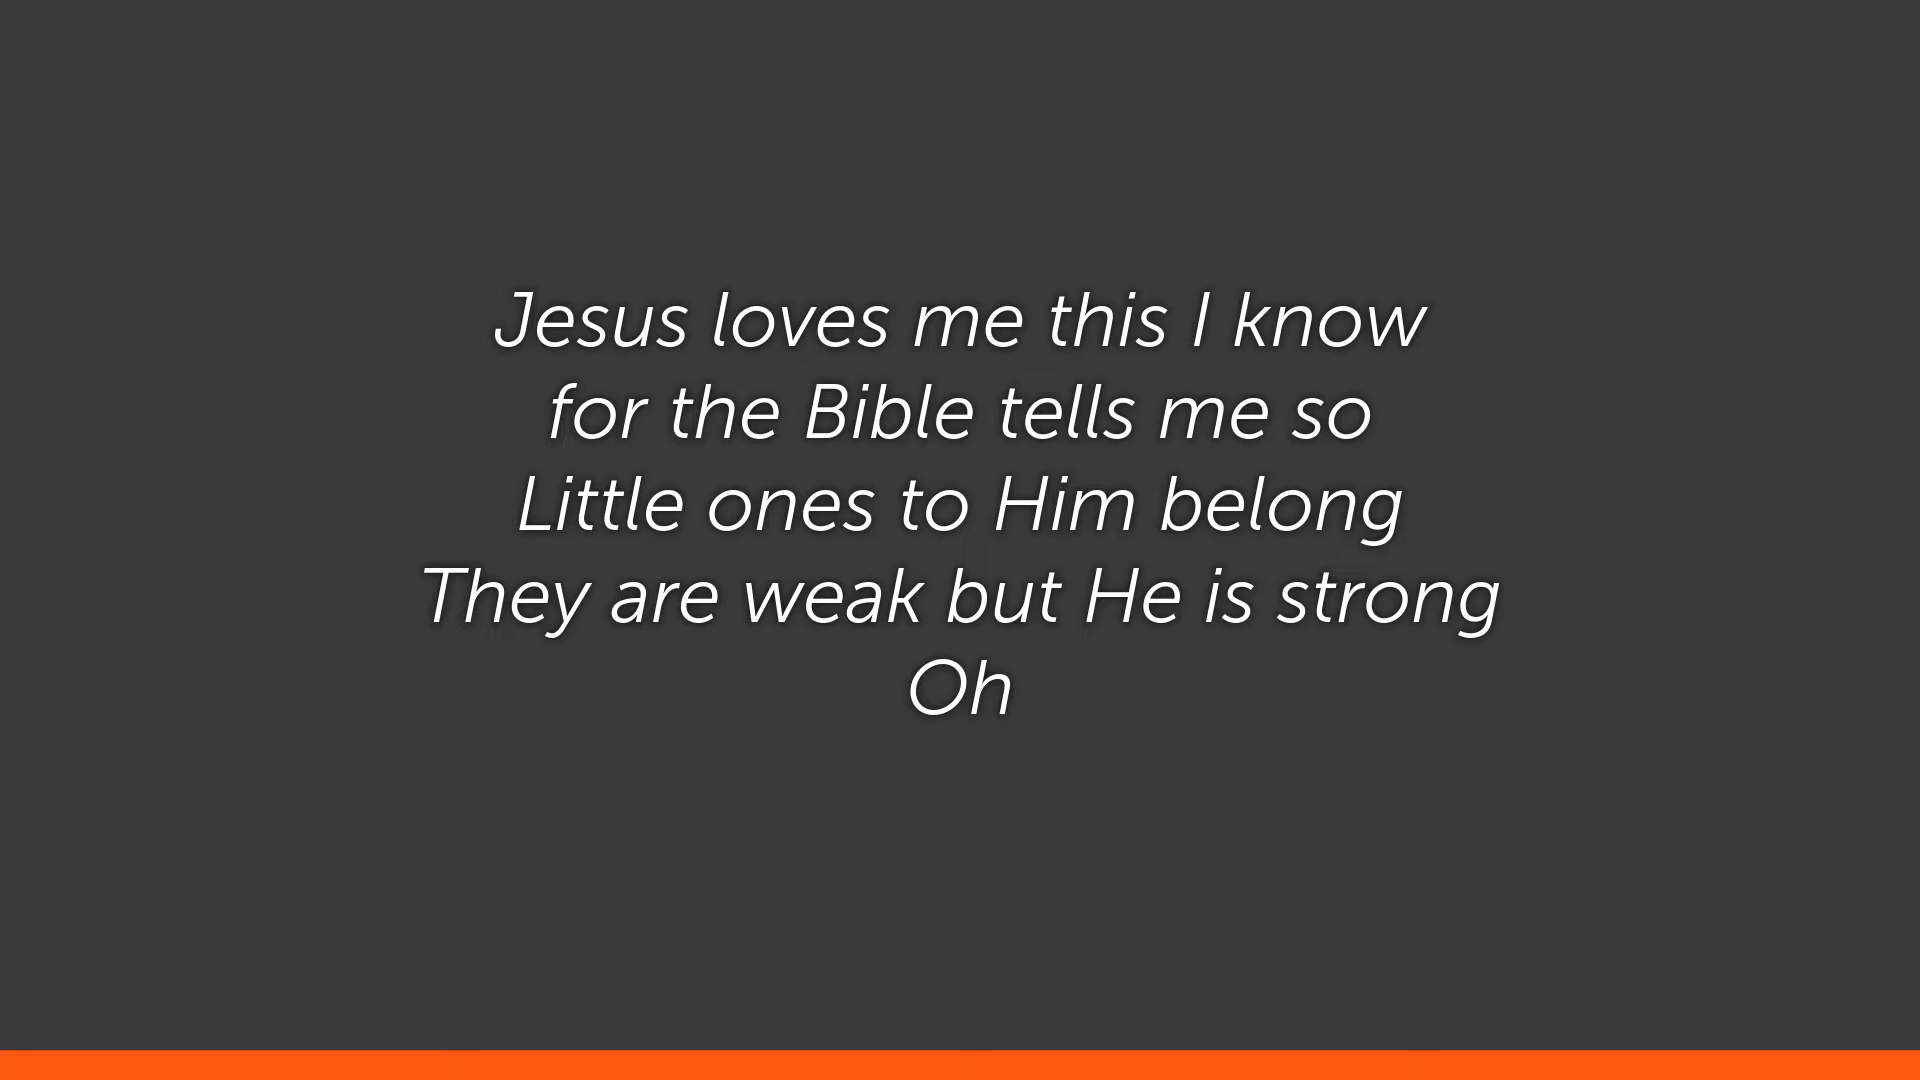 Jesus loves me this I know
for the Bible tells me so
Little ones to Him belong
They are weak but He is strong
Oh